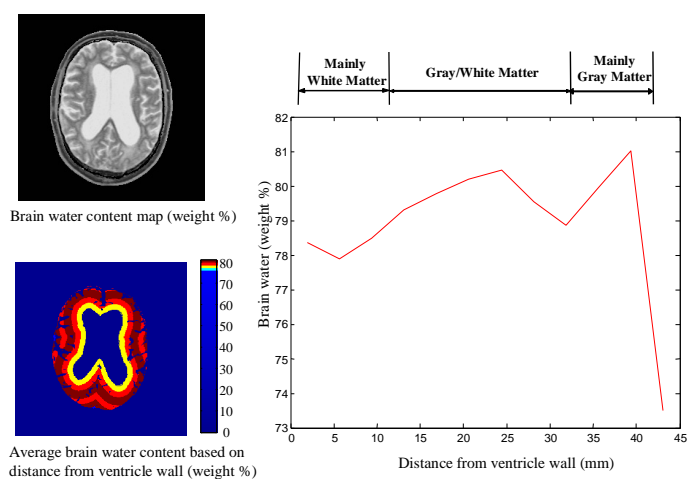 Brain water content map (weight %)
80
70
60
50
40
30
20
10
0
Average brain water content based on
distance from ventricle wall (weight %)
Mainly
White Matter
Gray/White Matter
Mainly
Gray Matter
Brain water (weight %)
82
81
80
79
78
77
76
75
74
73
0 5 10 15 20 25 30 35 40 45
Distance from ventricle wall (mm)